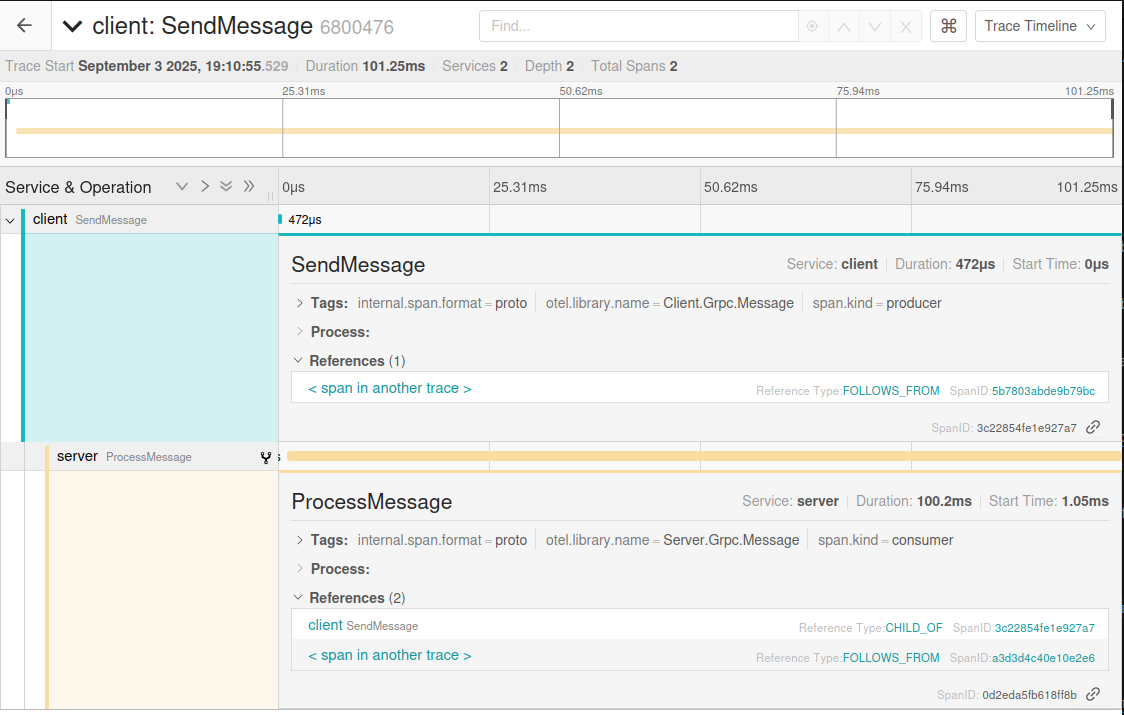 client: SendMessage 6800476 Find... ⌘ Trace Timeline
Trace Start September 3 2025, 19:10:55.529 Duration 101.25ms Services 2 Depth 2 Total Spans 2
0μs 25.31ms 50.62ms 75.94ms 101.25ms
Service & Operation 0μs 25.31ms 50.62ms 75.94ms 101.25ms
client SendMessage 472μs
SendMessage Service: client Duration: 472μs Start Time: 0μs
Tags: internal.span.format = proto otel.library.name = Client.Grpc.Message span.kind = producer
Process:
References (1)
< span in another trace > Reference Type:FOLLOWS_FROM SpanID:5b7803abde9b79bc
SpanID: 3c22854fe1e927a7
server ProcessMessage s
ProcessMessage Service: server Duration: 100.2ms Start Time: 1.05ms
Tags: internal.span.format = proto otel.library.name = Server.Grpc.Message span.kind = consumer
Process:
References (2)
client SendMessage Reference Type:CHILD_OF SpanID:3c22854fe1e927a7
< span in another trace > Reference Type:FOLLOWS_FROM SpanID:a3d3d4c40e10e2e6
SpanID: 0d2eda5fb618ff8b